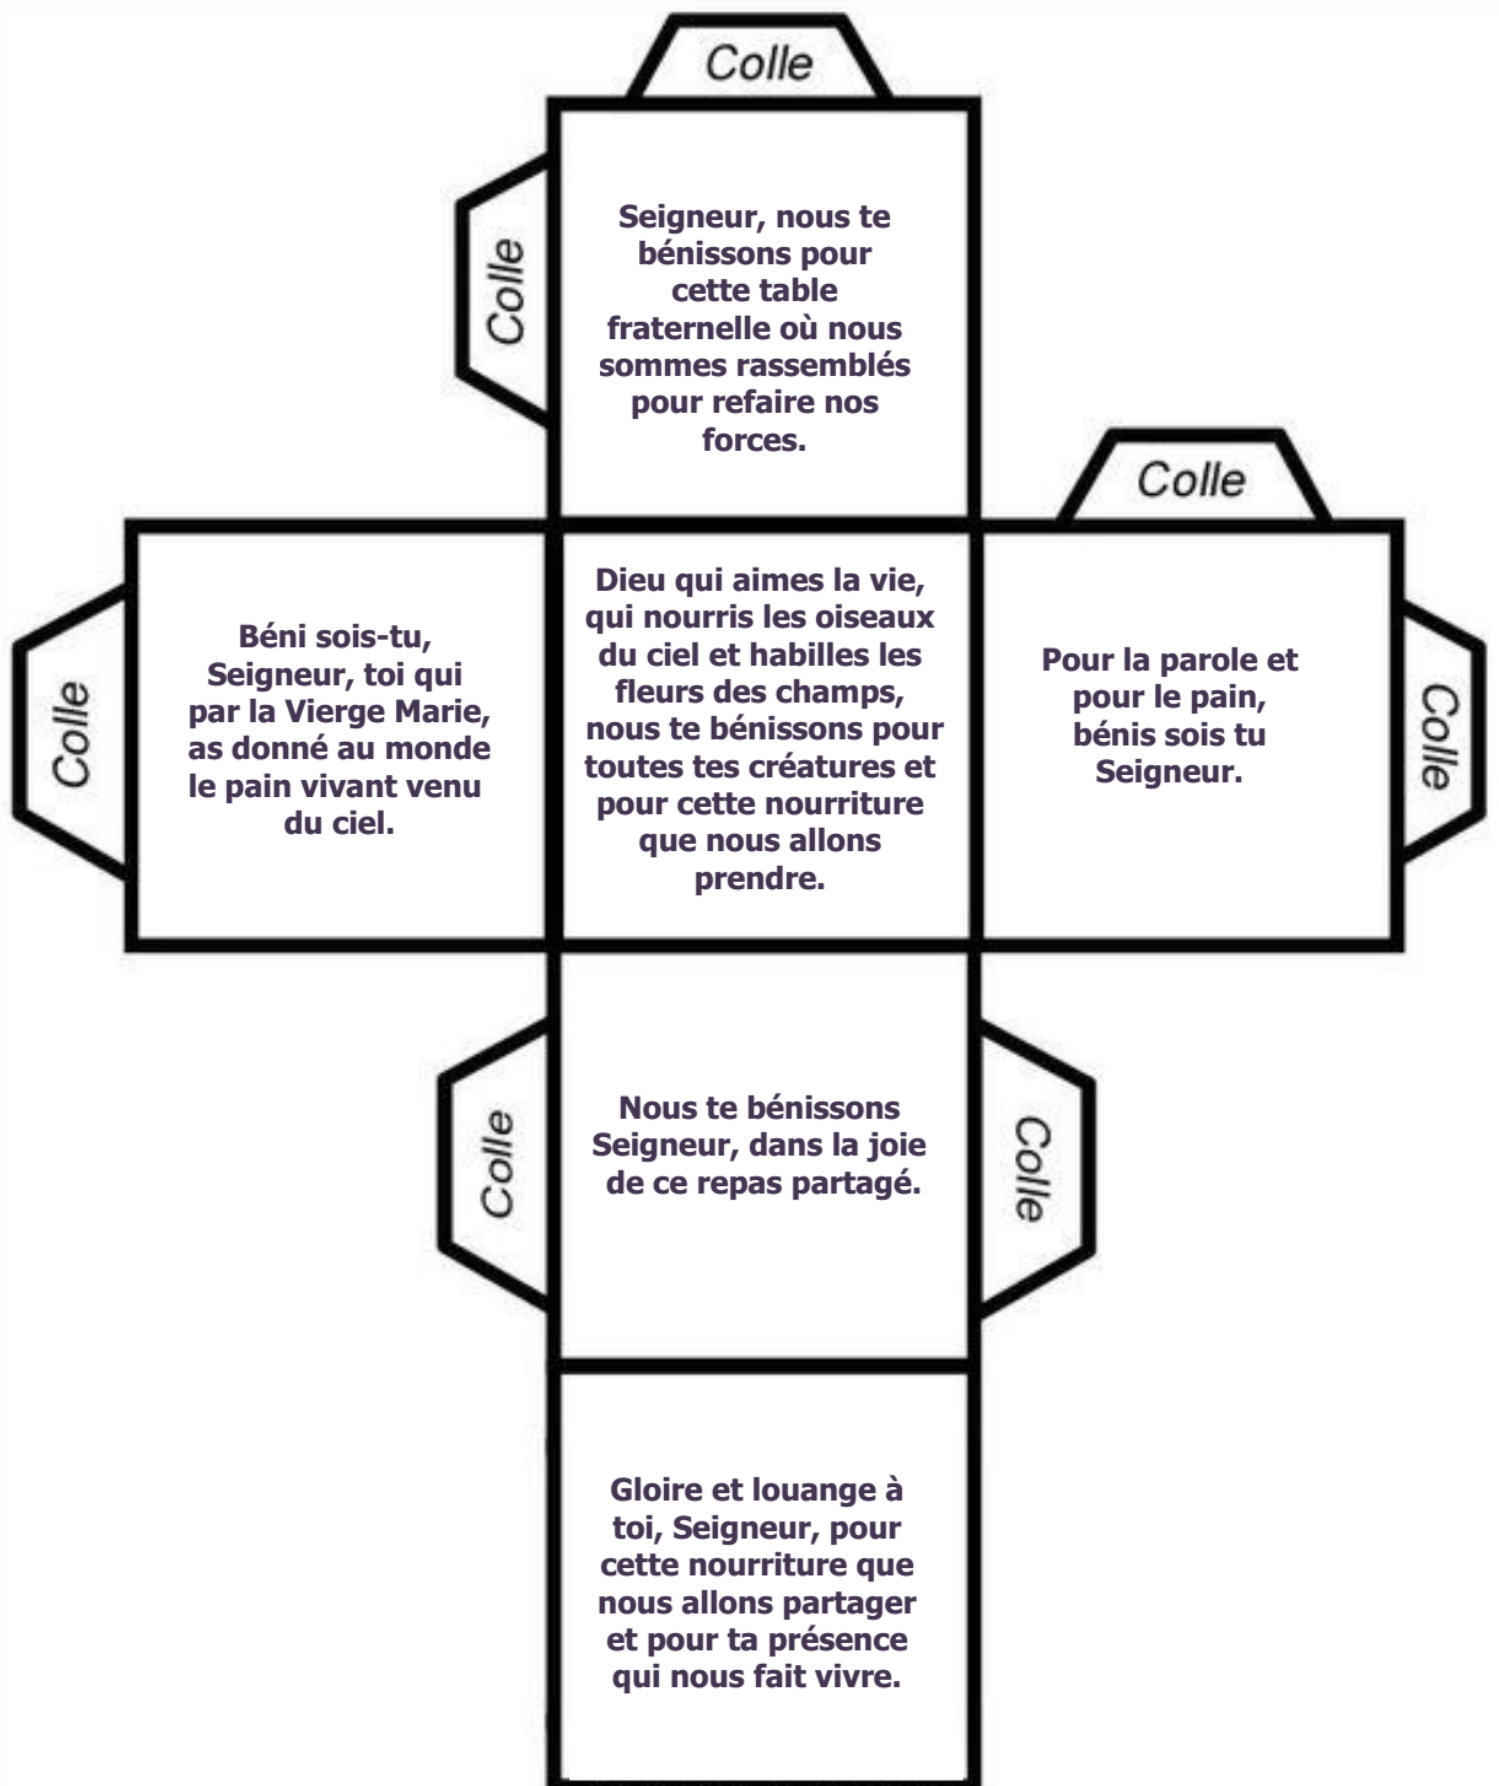 Colle
Colle
Seigneur, nous te
bénissons pour
cette table
fraternelle où nous
sommes rassemblés
pour refaire nos
forces.
Colle
Colle
Béni sois-tu,
Seigneur, toi qui
par la Vierge Marie,
as donné au monde
le pain vivant venu
du ciel.
Dieu qui aimes la vie,
qui nourris les oiseaux
du ciel et habilles les
fleurs des champs,
nous te bénissons pour
toutes tes créatures et
pour cette nourriture
que nous allons
prendre.
Pour la parole et
pour le pain,
bénis sois tu
Seigneur.
Colle
Colle
Nous te bénissons
Seigneur, dans la joie
de ce repas partagé.
Colle
Gloire et louange à
toi, Seigneur, pour
cette nourriture que
nous allons partager
et pour ta présence
qui nous fait vivre.